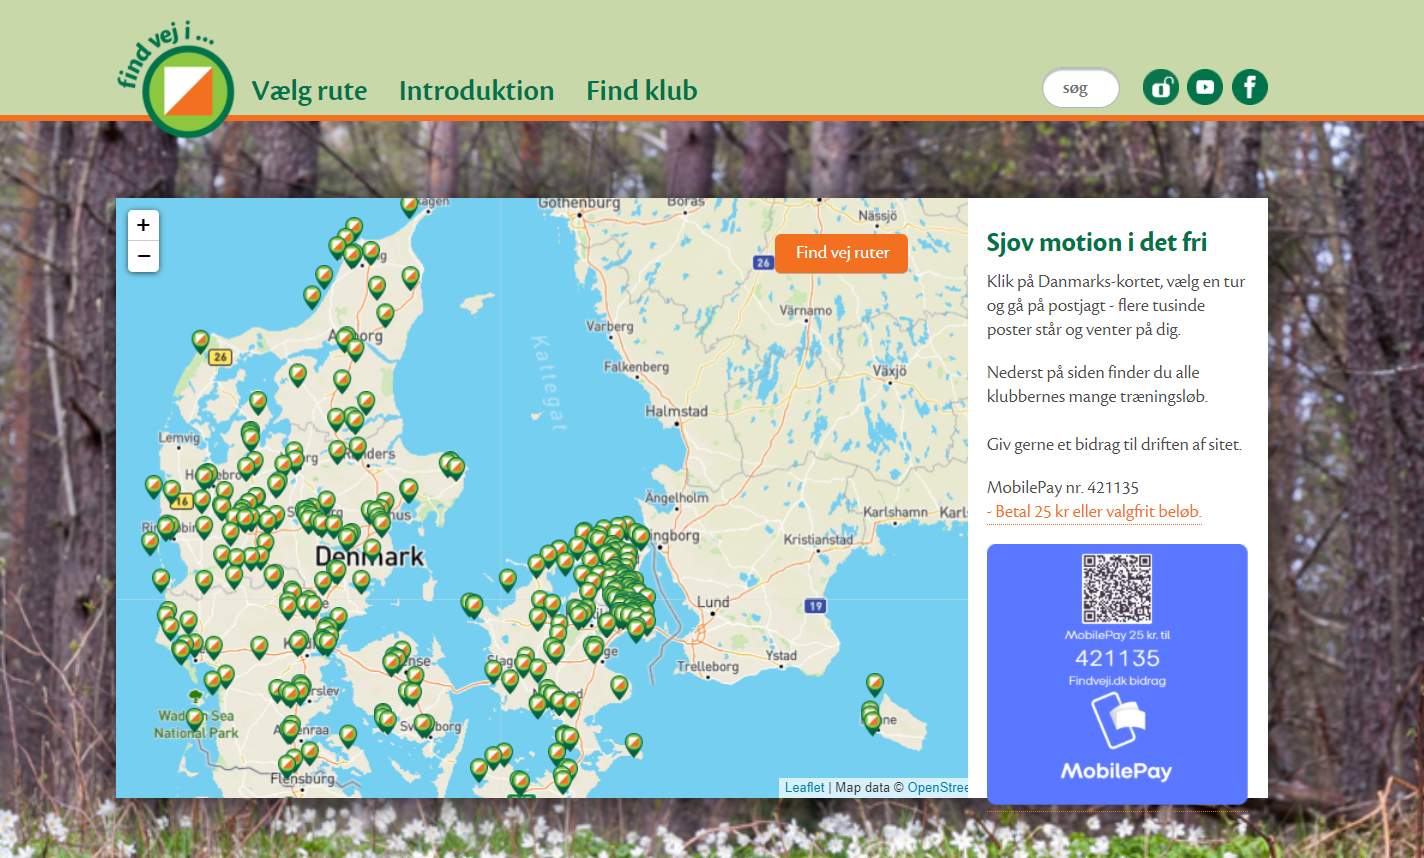 find vej i ...
Vælg rute
Introduktion
Find klub
søg
+
−
Find vej ruter
Gothenburg
Borås
Nässjö
26
Värnamo
Varberg
Kattegat
Falkenberg
Växjö
Halmstad
26
Lemvig
16
Ängelholm
Karlshamn
Kristianstad
Denmark
Lund
19
Ystad
Trelleborg
National Park
Flensburg
Leaflet | Map data © OpenStree
Sjov motion i det fri
Klik på Danmarks-kortet, vælg en tur
og gå på postjagt - flere tusinde
poster står og venter på dig.
Nederst på siden finder du alle
klubbernes mange træningsløb.
Giv gerne et bidrag til driften af sitet.
MobilePay nr. 421135
- Betal 25 kr eller valgfrit beløb.
MobilePay 25 kr. til
421135
Findveji.dk bidrag
MobilePay